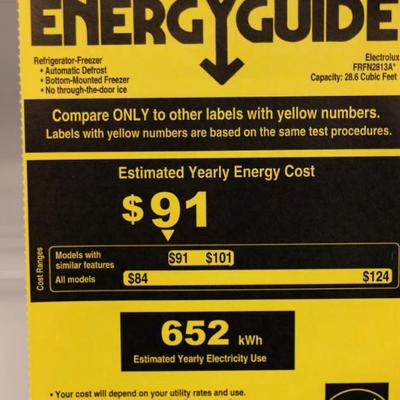 ENERGYGUIDE
Refrigerator-Freezer
• Automatic Defrost
• Bottom-Mounted Freezer
• No through-the-door ice
Electrolux
FRFN2813A*
Capacity: 28.6 Cubic Feet
Compare ONLY to other labels with yellow numbers.
Labels with yellow numbers are based on the same test procedures.
Estimated Yearly Energy Cost
$91
Cost Ranges
Models with
similar features
$91 $101
All models
$84 $124
652 kWh
Estimated Yearly Electricity Use
• Your cost will depend on your utility rates and use.